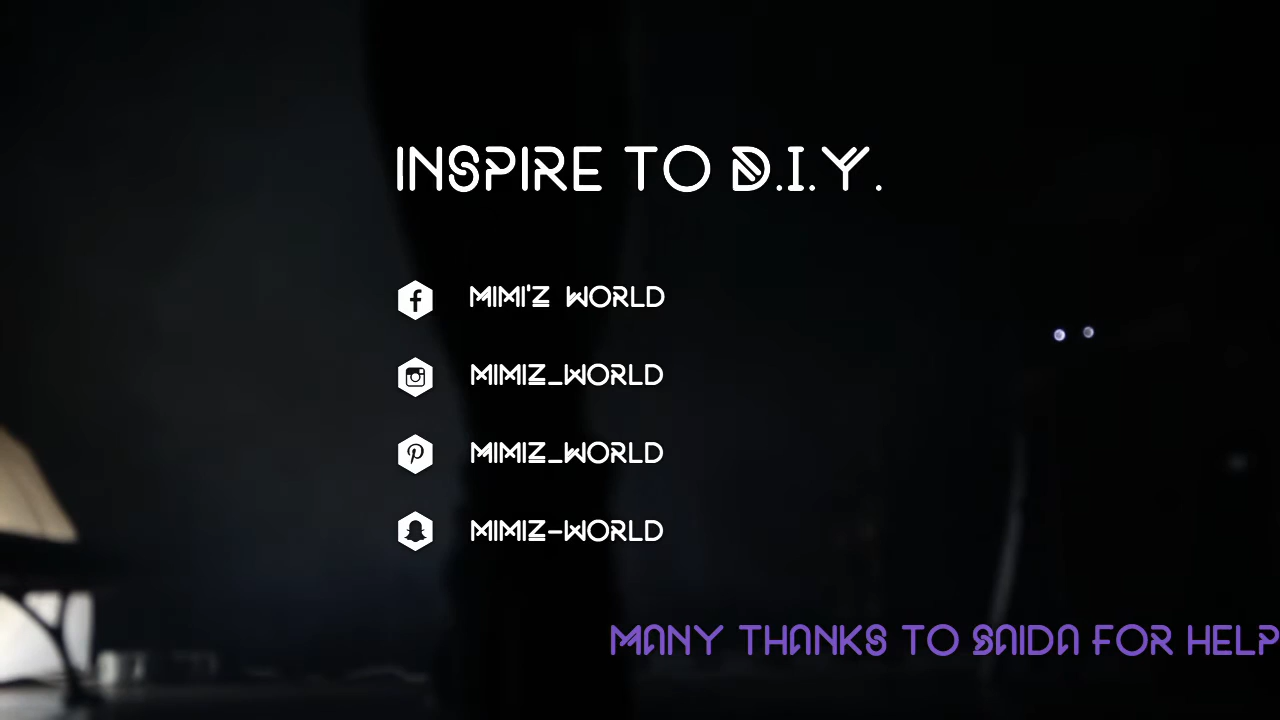 INSPIRE TO D.I.Y.
MIMI'Z WORLD
MIMIZ_WORLD
MIMIZ_WORLD
MIMIZ-WORLD
MANY THANKS TO SAIDA FOR HELP